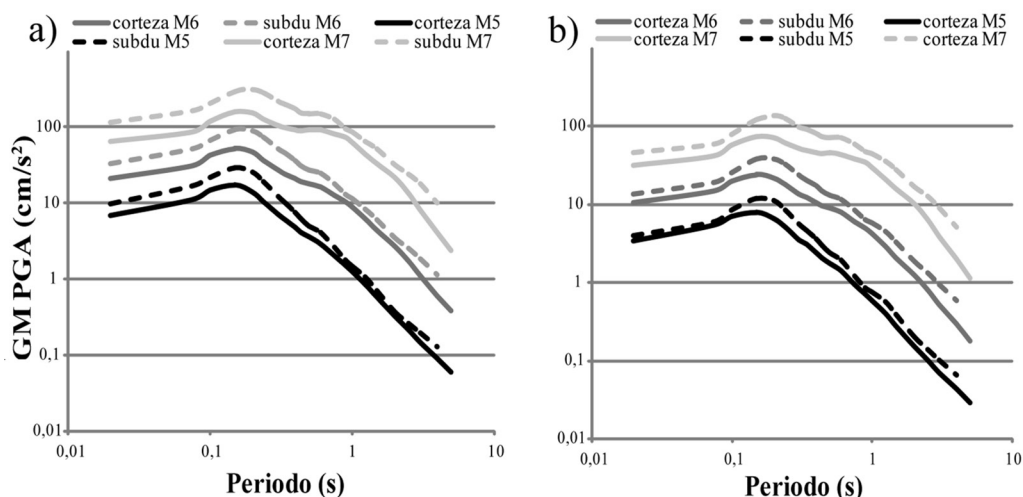 a)
corteza M6 subdu M6 corteza M5
subdu M5 corteza M7 subdu M7
GM PGA (cm/s²)
100
10
1
0,1
0,01
0,01 0,1 1 10
Periodo (s)
b)
corteza M6 subdu M6 corteza M5
corteza M7 subdu M5 corteza M7
100
10
1
0,1
0,01
0,01 0,1 1 10
Periodo (s)